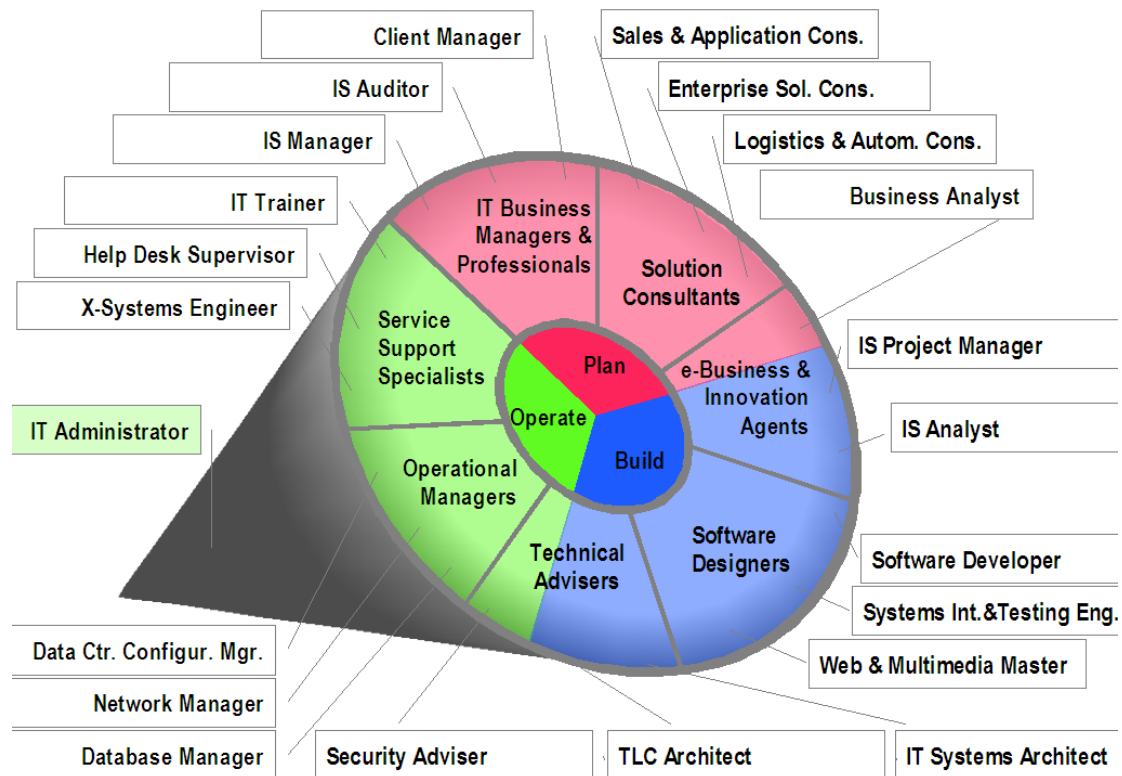 Client Manager
Sales & Application Cons.
IS Auditor
Enterprise Sol. Cons.
IS Manager
Logistics & Autom. Cons.
IT Trainer
Business Analyst
IT Business
Managers &
Professionals
Help Desk Supervisor
Solution
Consultants
X-Systems Engineer
Service
Support
Specialists
IS Project Manager
Plan
e-Business &
Innovation
Agents
IT Administrator
Operate
IS Analyst
Build
Operational
Managers
Software
Designers
Technical
Advisers
Software Developer
Systems Int.&Testing Eng.
Data Ctr. Configur. Mgr.
Web & Multimedia Master
Network Manager
Database Manager
Security Adviser
TLC Architect
IT Systems Architect